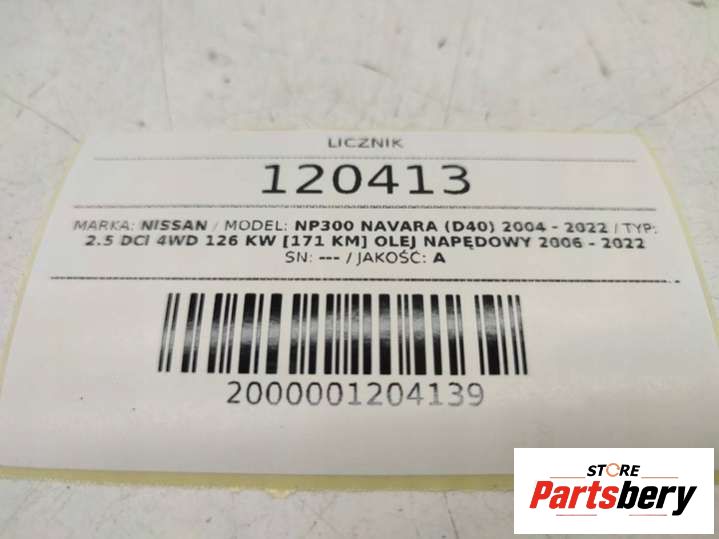 LICZNIK
120413
MARKA: NISSAN / MODEL: NP300 NAVARA (D40) 2004 - 2022 / TYP:
2.5 DCI 4WD 126 KW [171 KM] OLEJ NAPĘDOWY 2006 - 2022
SN: --- / JAKOŚĆ: A
2000001204139
STORE
Partsbery